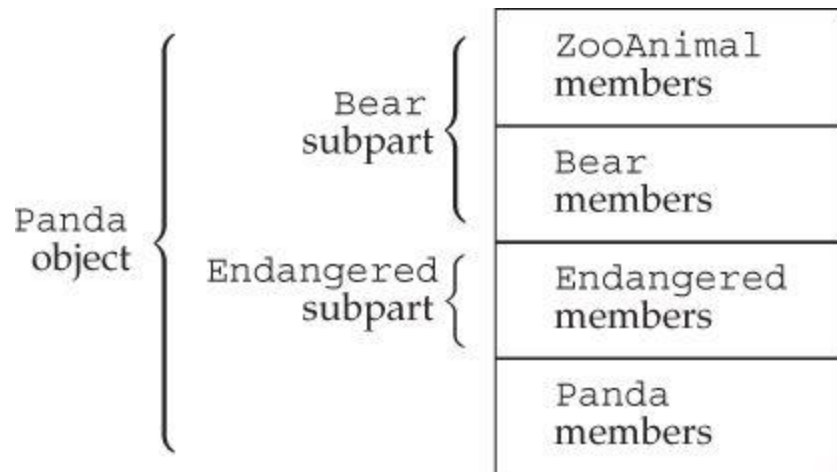 Panda
object
Bear
subpart
Endangered
subpart
ZooAnimal
members
Bear
members
Endangered
members
Panda
members